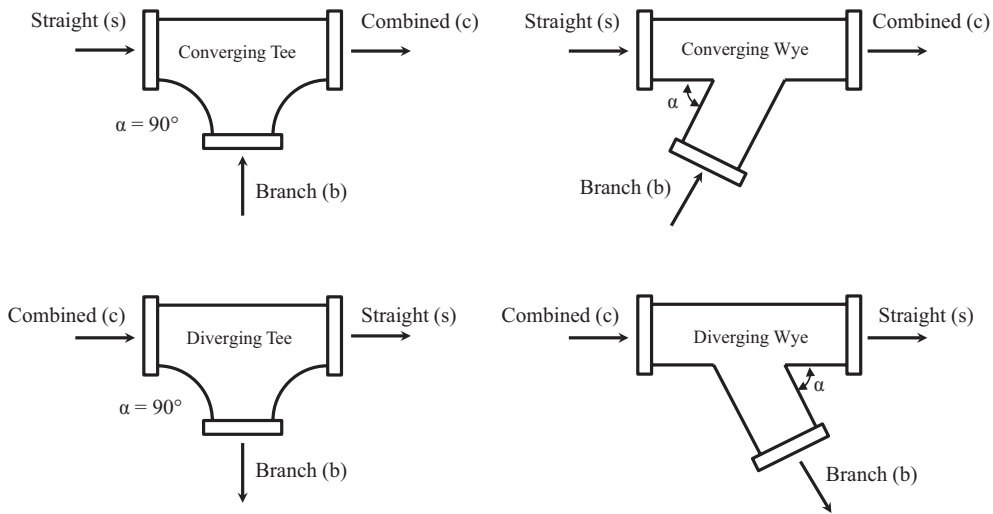 Straight (s)
Combined (c)
Converging Tee
α = 90°
Branch (b)
Straight (s)
Combined (c)
Converging Wye
α
Branch (b)
Combined (c)
Straight (s)
Diverging Tee
α = 90°
Branch (b)
Combined (c)
Straight (s)
Diverging Wye
α
Branch (b)